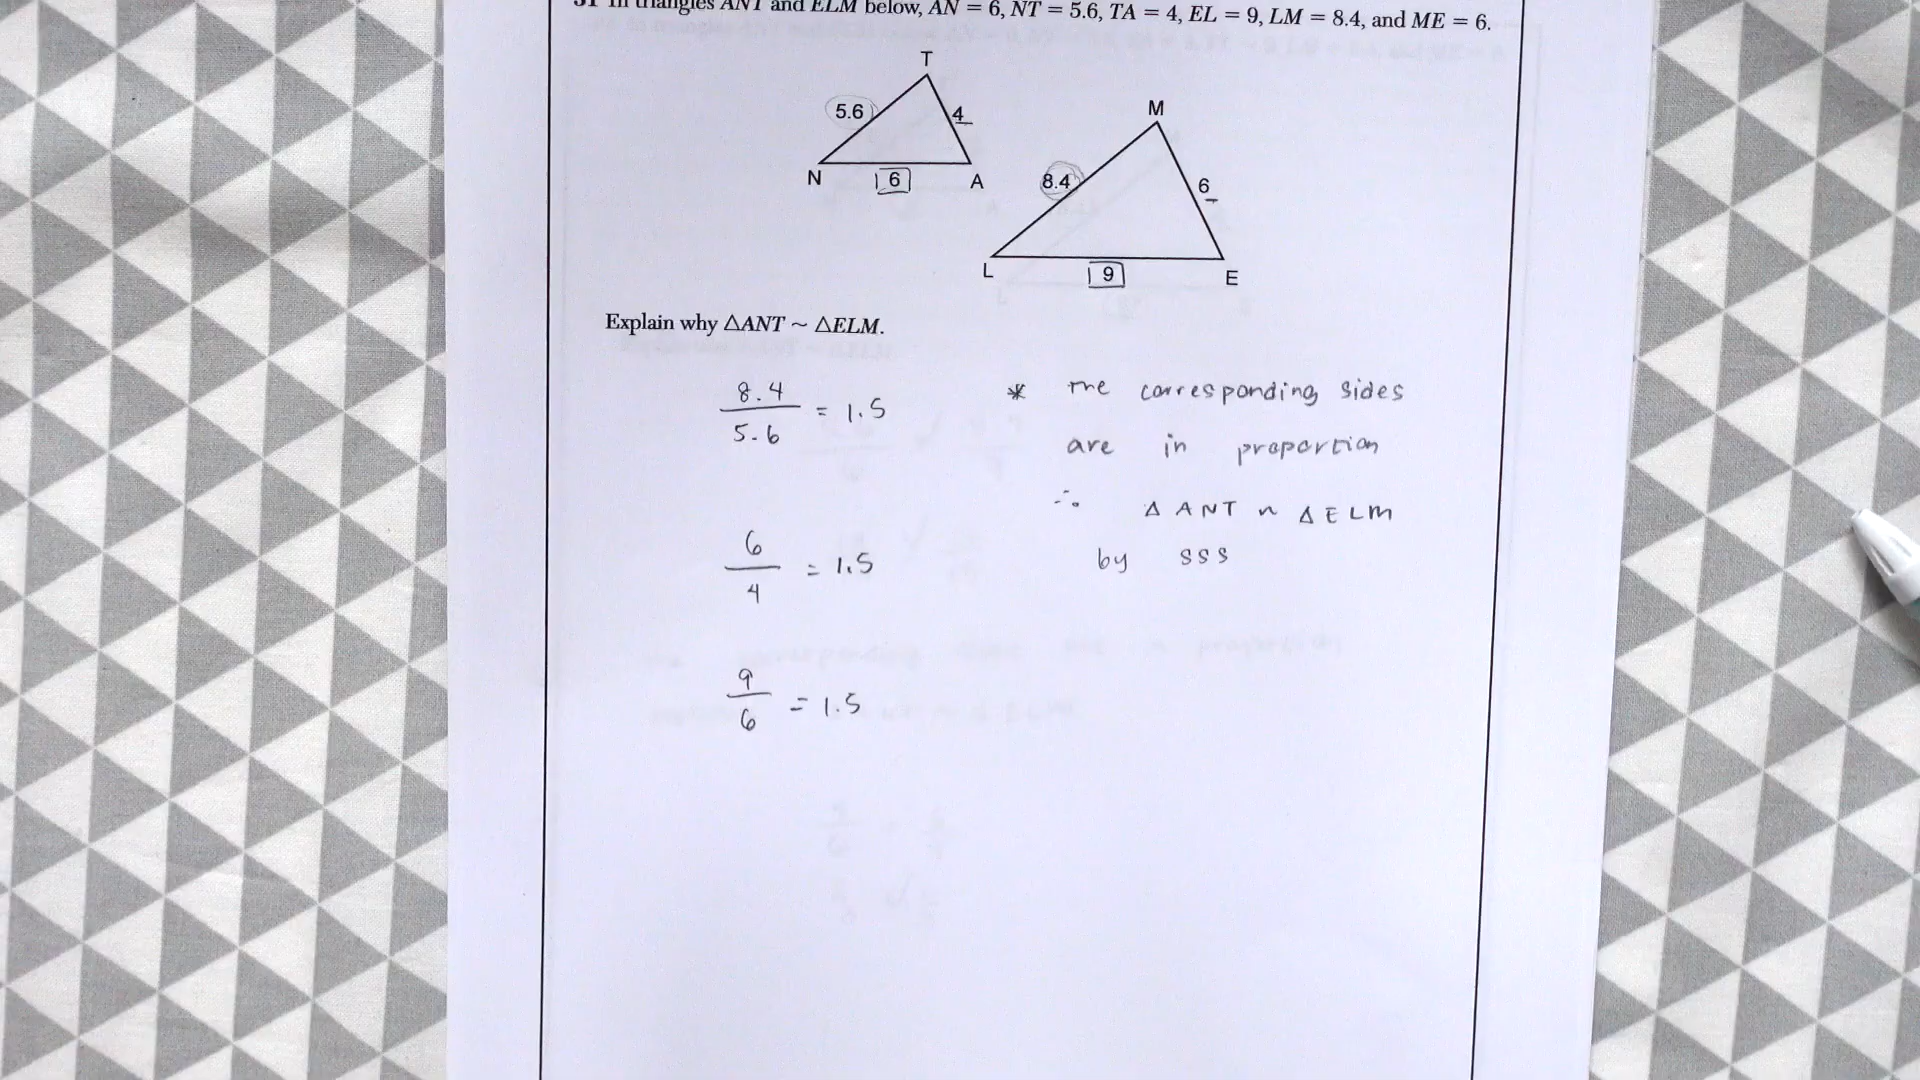 31 In triangles ANT and ELM below, AN = 6, NT = 5.6, TA = 4, EL = 9, LM = 8.4, and ME = 6.
T
5.6
4
N
6
A
M
8.4
6
L
9
E
Explain why △ANT ~ △ELM.
8.4
5.6
= 1.5
6
4
= 1.5
9
6
= 1.5
* The corresponding sides
are in proportion
∴ △ ANT ~ △ ELM
by SSS